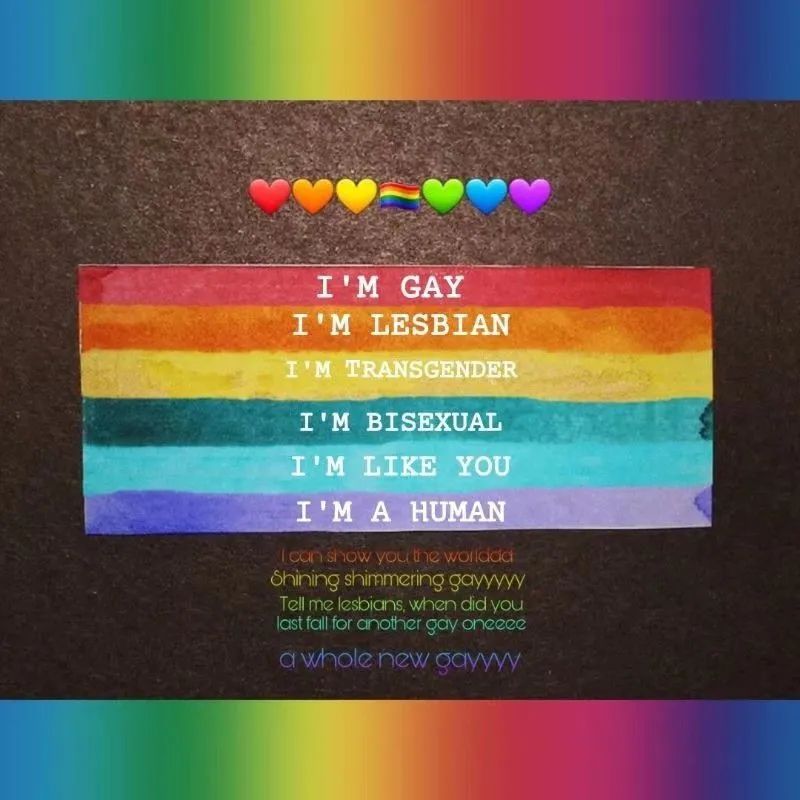 I'M GAY
I'M LESBIAN
I'M TRANSGENDER
I'M BISEXUAL
I'M LIKE YOU
I'M A HUMAN
I can show you the worlddd
Shining shimmering gayyyyy
Tell me lesbians, when did you
last fall for another gay oneeee
a whole new gayyyy